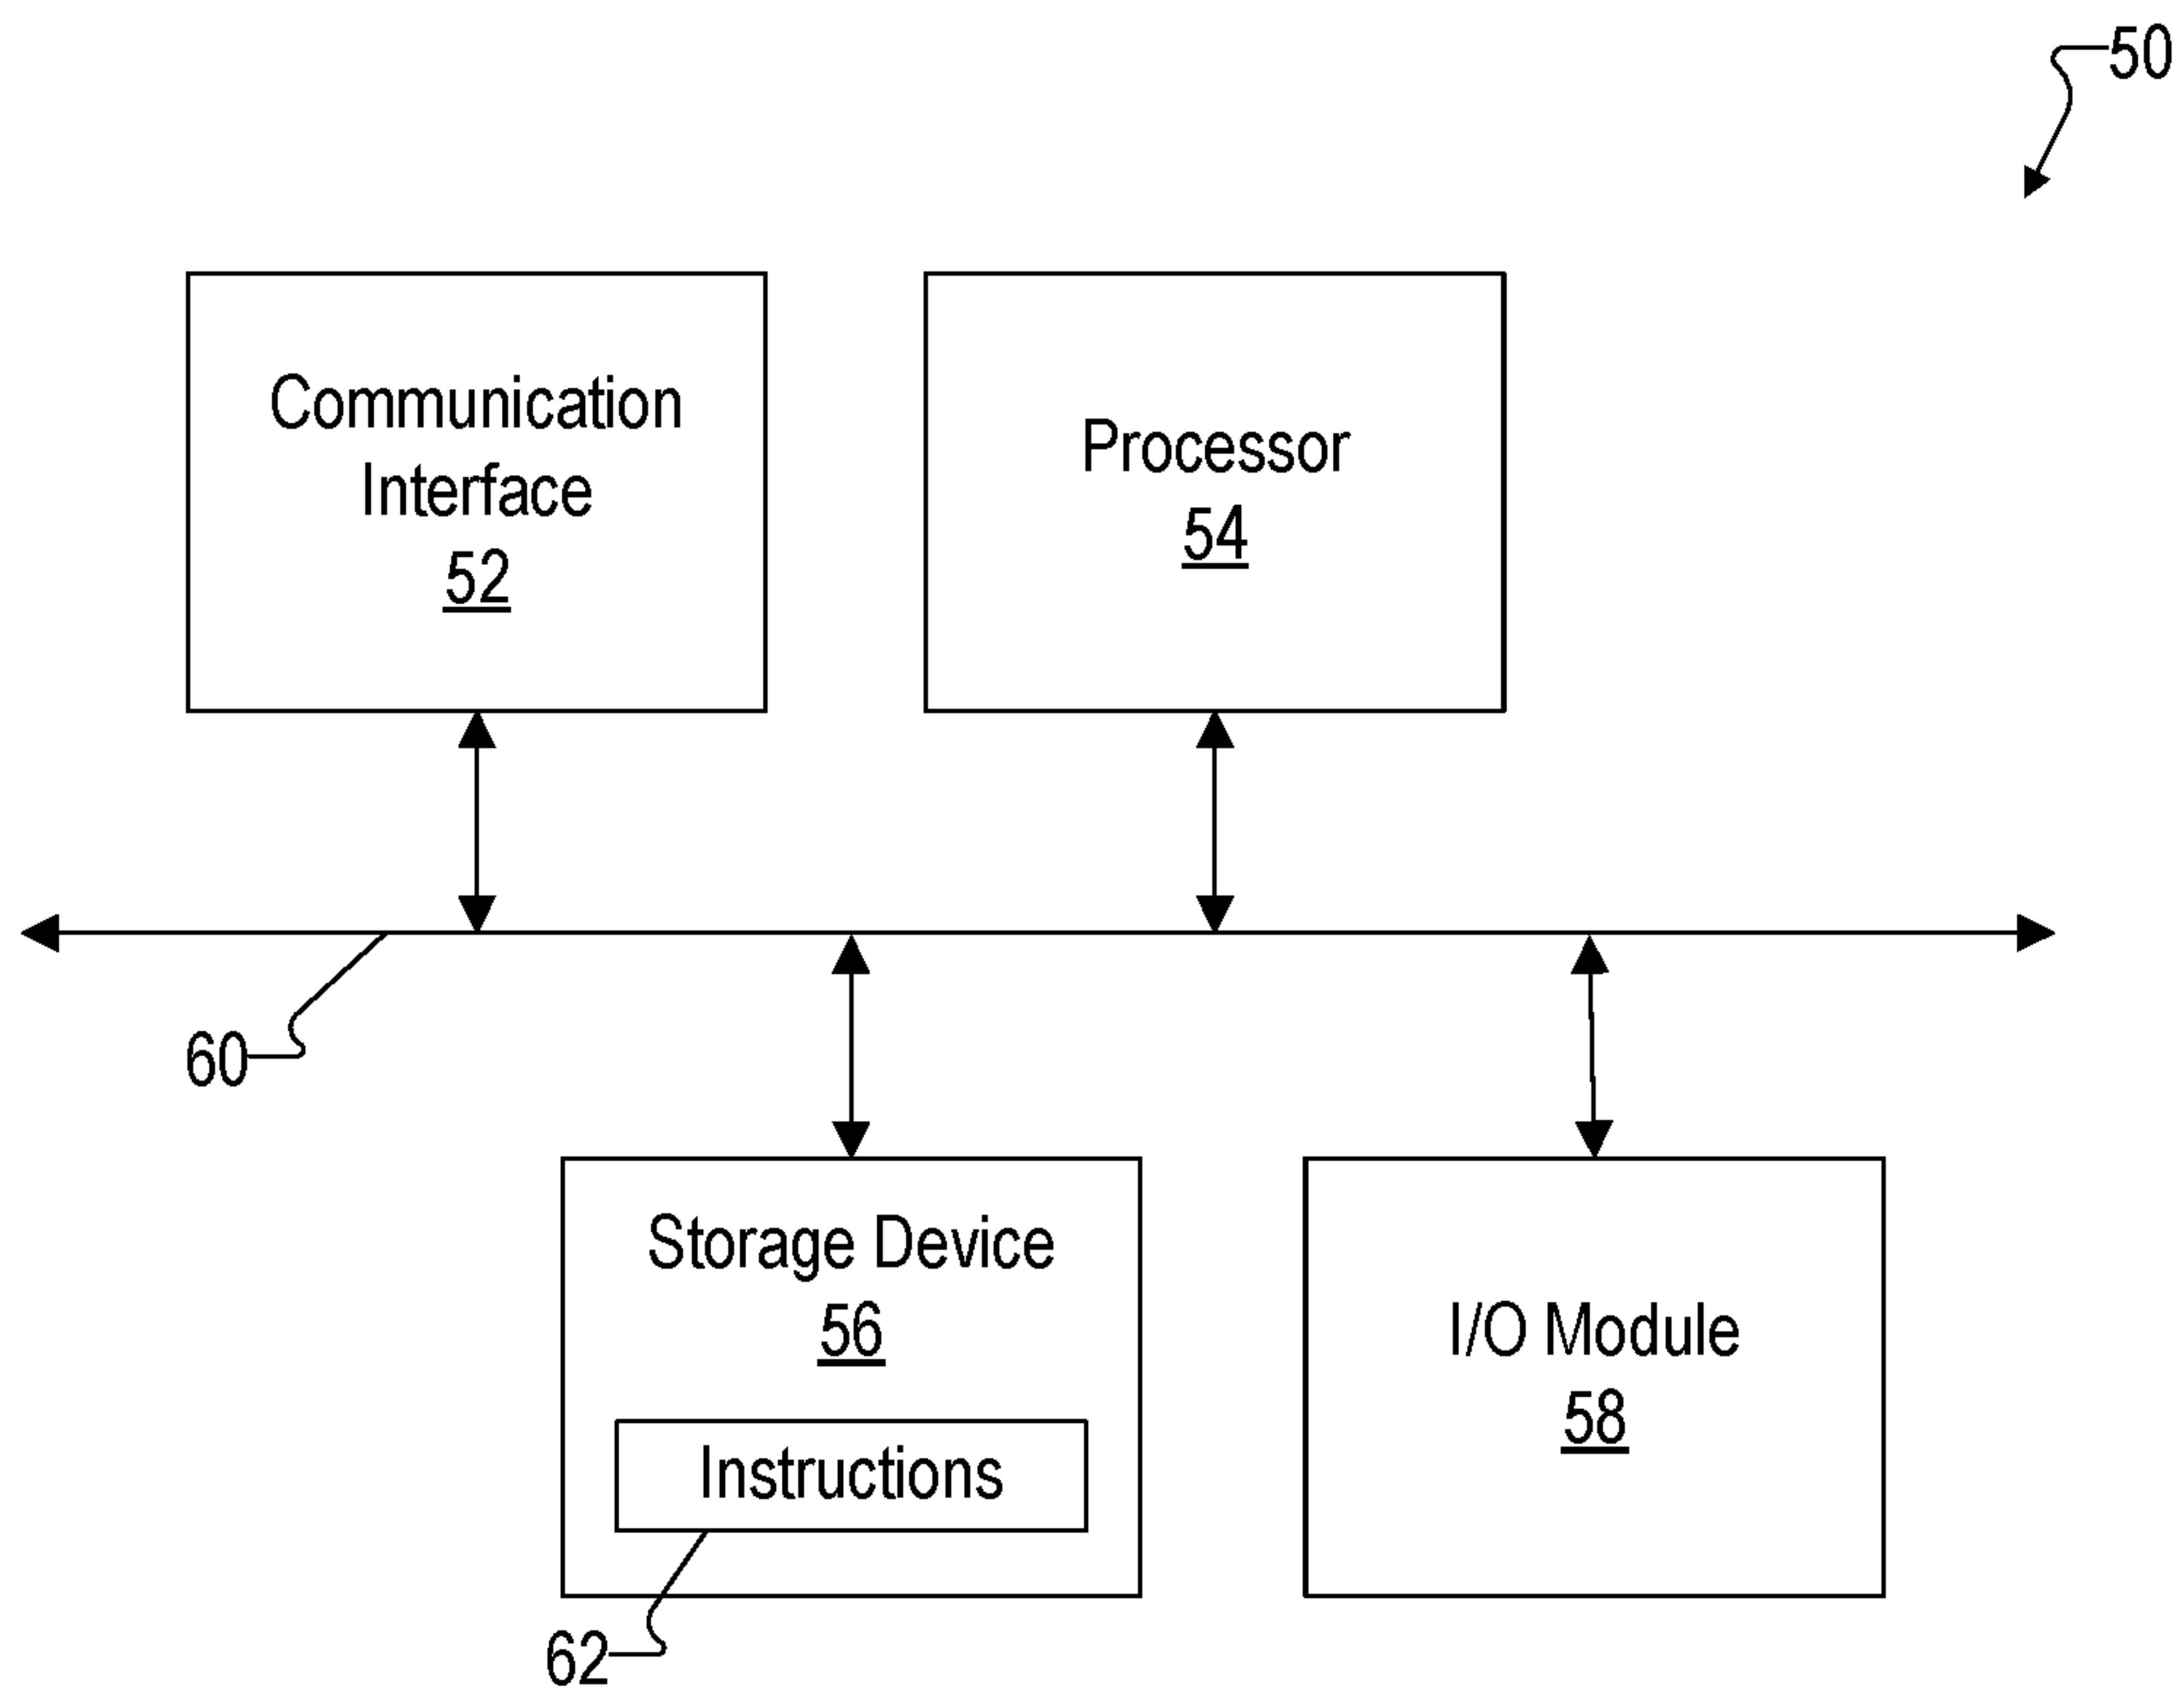 50
Communication
Interface
52
Processor
54
60
Storage Device
56
Instructions
62
I/O Module
58